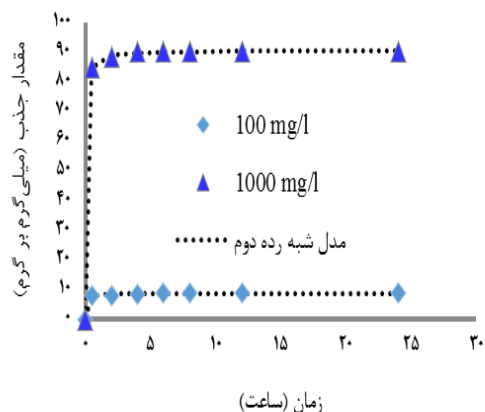 مقدار جذب (میلی‌گرم بر گرم)
۱۰۰
۹۰
۸۰
۷۰
۶۰
۵۰
۴۰
۳۰
۲۰
۱۰
۰
100 mg/l
1000 mg/l
مدل شبه رده دوم
۰ ۵ ۱۰ ۱۵ ۲۰ ۲۵ ۳۰
زمان (ساعت)